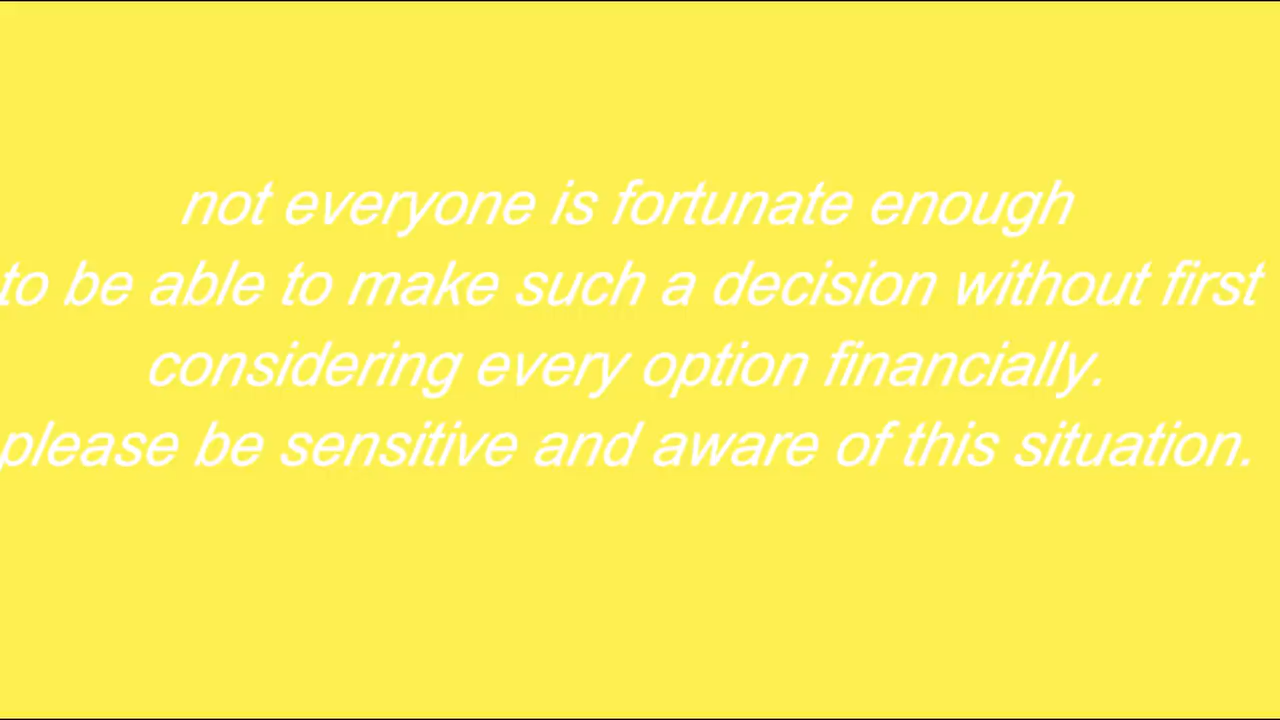 not everyone is fortunate enough
to be able to make such a decision without first
considering every option financially.
please be sensitive and aware of this situation.